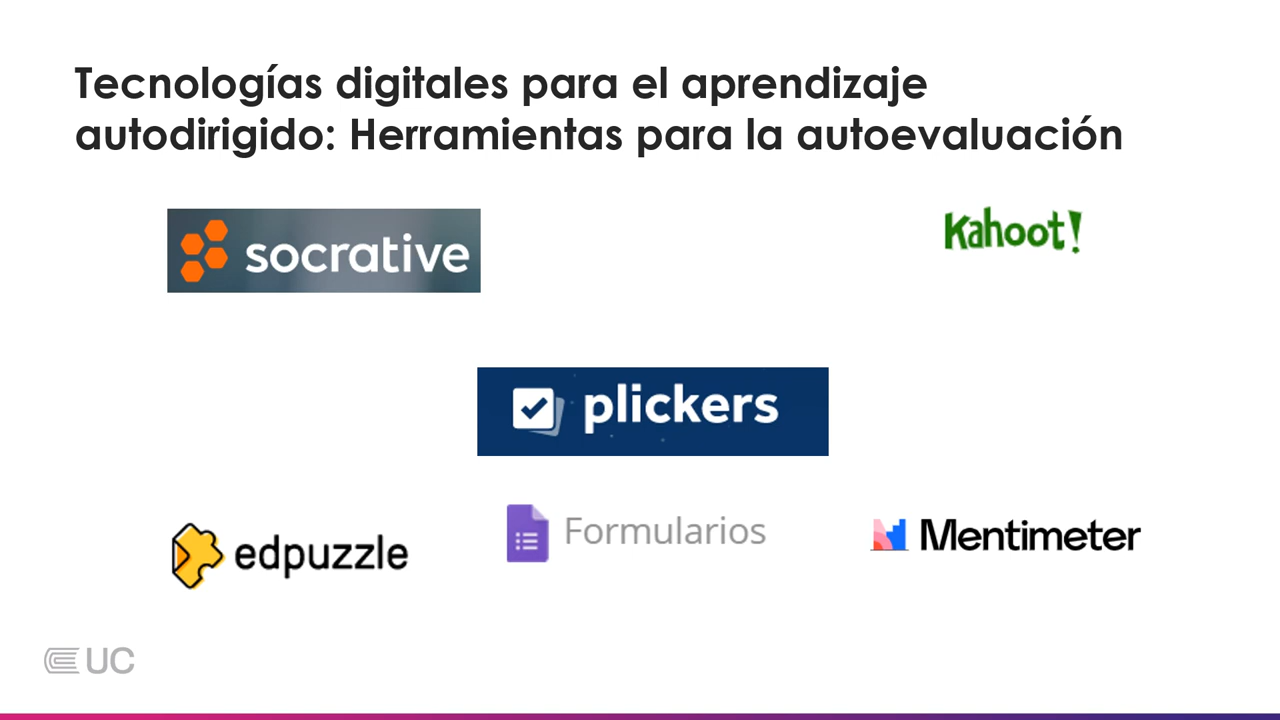 Tecnologías digitales para el aprendizaje
autodirigido: Herramientas para la autoevaluación
socrative
Kahoot!
plickers
edpuzzle
Formularios
Mentimeter
UC